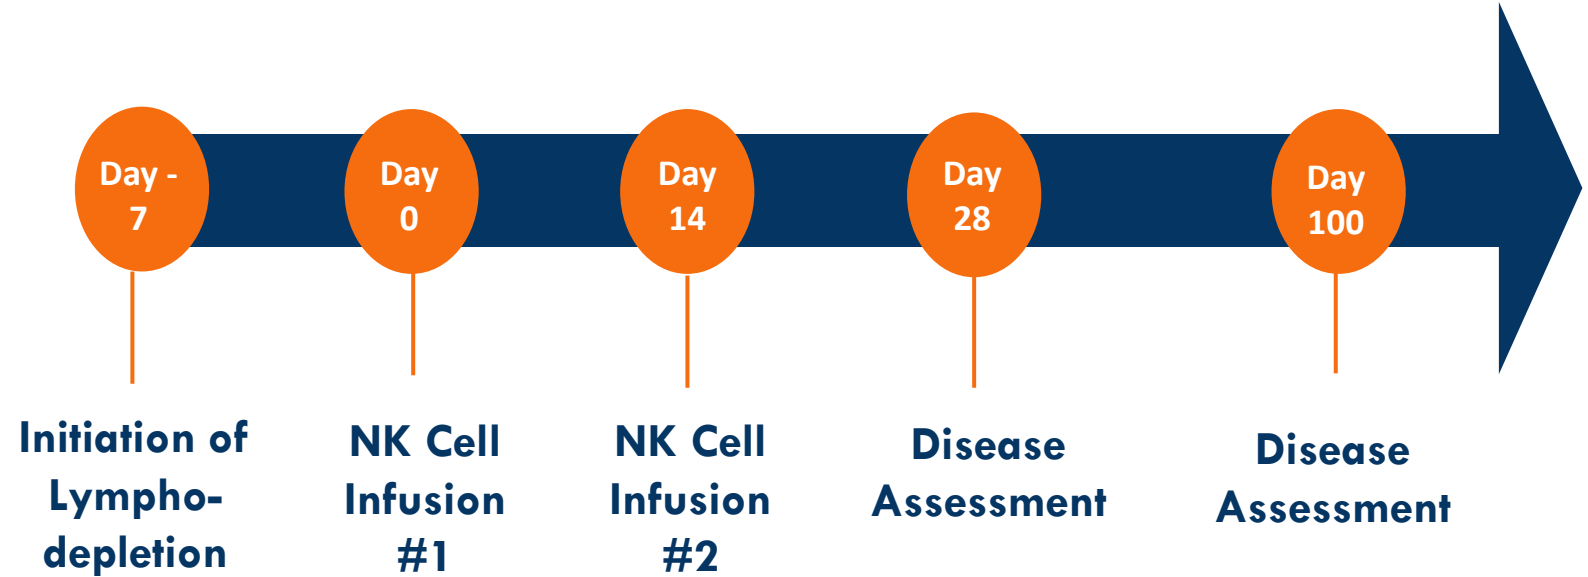 Day -
7
Day
0
Day
14
Day
28
Day
100
Initiation of
Lympho-
depletion
NK Cell
Infusion
#1
NK Cell
Infusion
#2
Disease
Assessment
Disease
Assessment